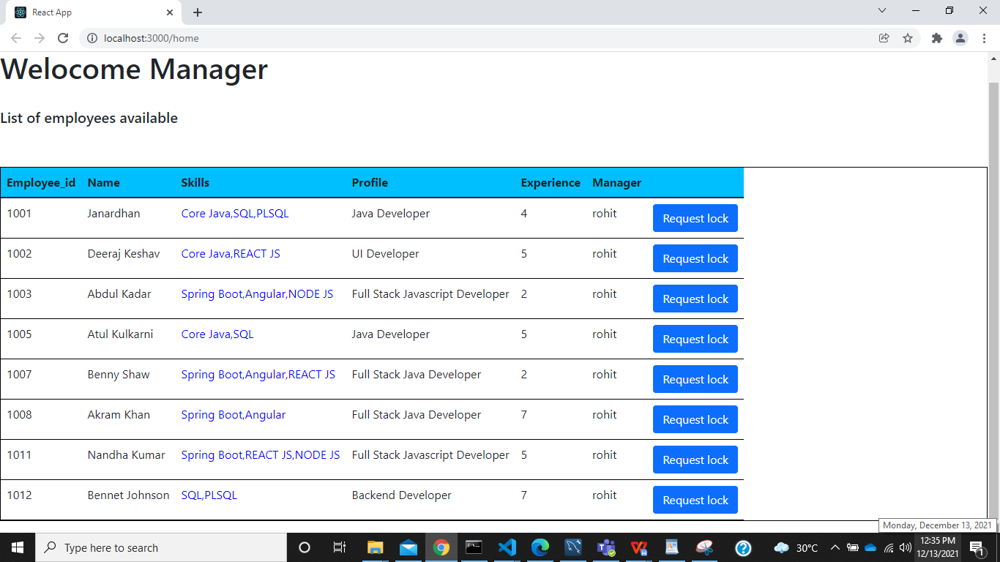 React App
localhost:3000/home
Welocome Manager
List of employees available
Employee_id Name Skills Profile Experience Manager
1001 Janardhan Core Java,SQL,PLSQL Java Developer 4 rohit Request lock
1002 Deeraj Keshav Core Java,REACT JS UI Developer 5 rohit Request lock
1003 Abdul Kadar Spring Boot,Angular,NODE JS Full Stack Javascript Developer 2 rohit Request lock
1005 Atul Kulkarni Core Java,SQL Java Developer 5 rohit Request lock
1007 Benny Shaw Spring Boot,Angular,REACT JS Full Stack Java Developer 2 rohit Request lock
1008 Akram Khan Spring Boot,Angular Full Stack Java Developer 7 rohit Request lock
1011 Nandha Kumar Spring Boot,REACT JS,NODE JS Full Stack Javascript Developer 5 rohit Request lock
1012 Bennet Johnson SQL,PLSQL Backend Developer 7 rohit Request lock
Monday, December 13, 2021
Type here to search
30°C
12:35 PM
12/13/2021
1